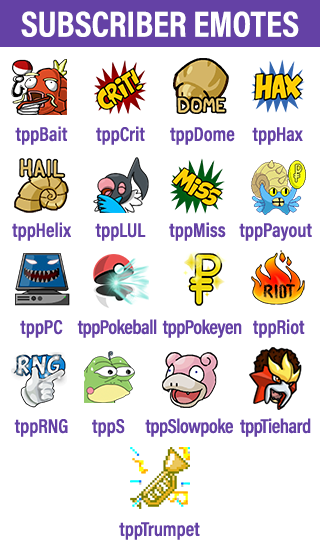 SUBSCRIBER EMOTES
CRIT!
DOME
HAX
tppBait tppCrit tppDome tppHax
HAIL
MISS
tppHelix tppLUL tppMiss tppPayout
RIOT
tppPC tppPokeball tppPokeyen tppRiot
RNG
tppRNG tppS tppSlowpoke tppTiehard
tppTrumpet